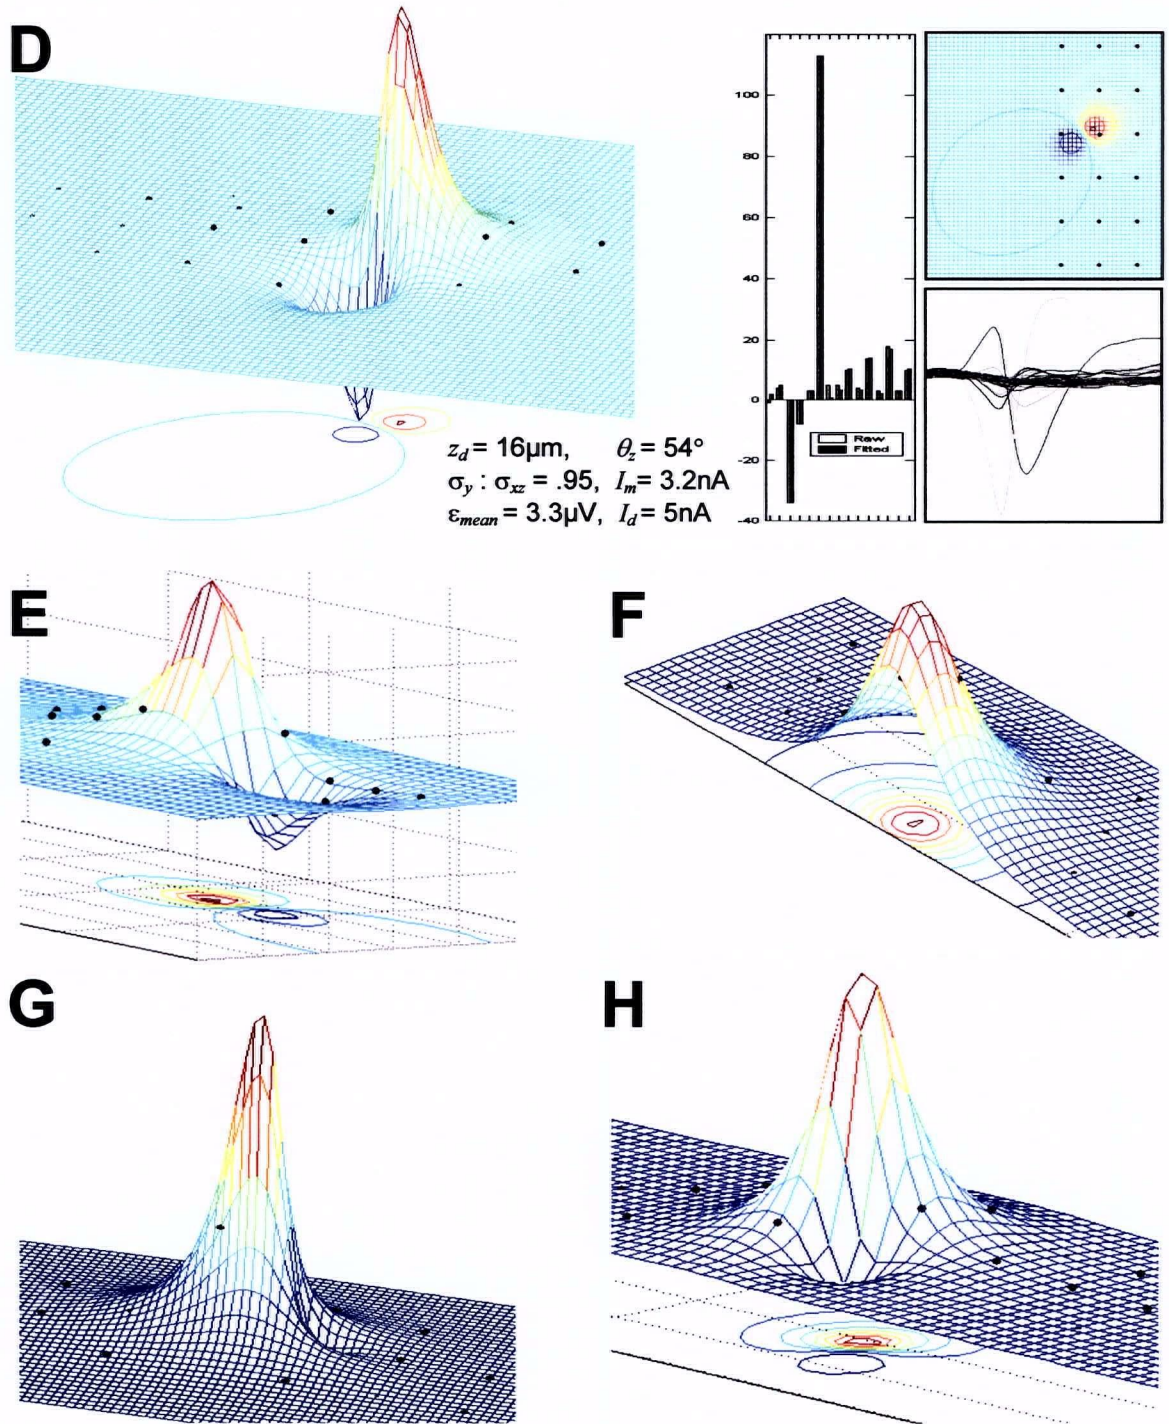 D
100
80
60
40
20
0
-20
-40
Raw
Fitted
z_d = 16µm, θ_z = 54°
σ_y : σ_xz = .95, I_m = 3.2nA
ε_mean = 3.3µV, I_d = 5nA
E
F
G
H